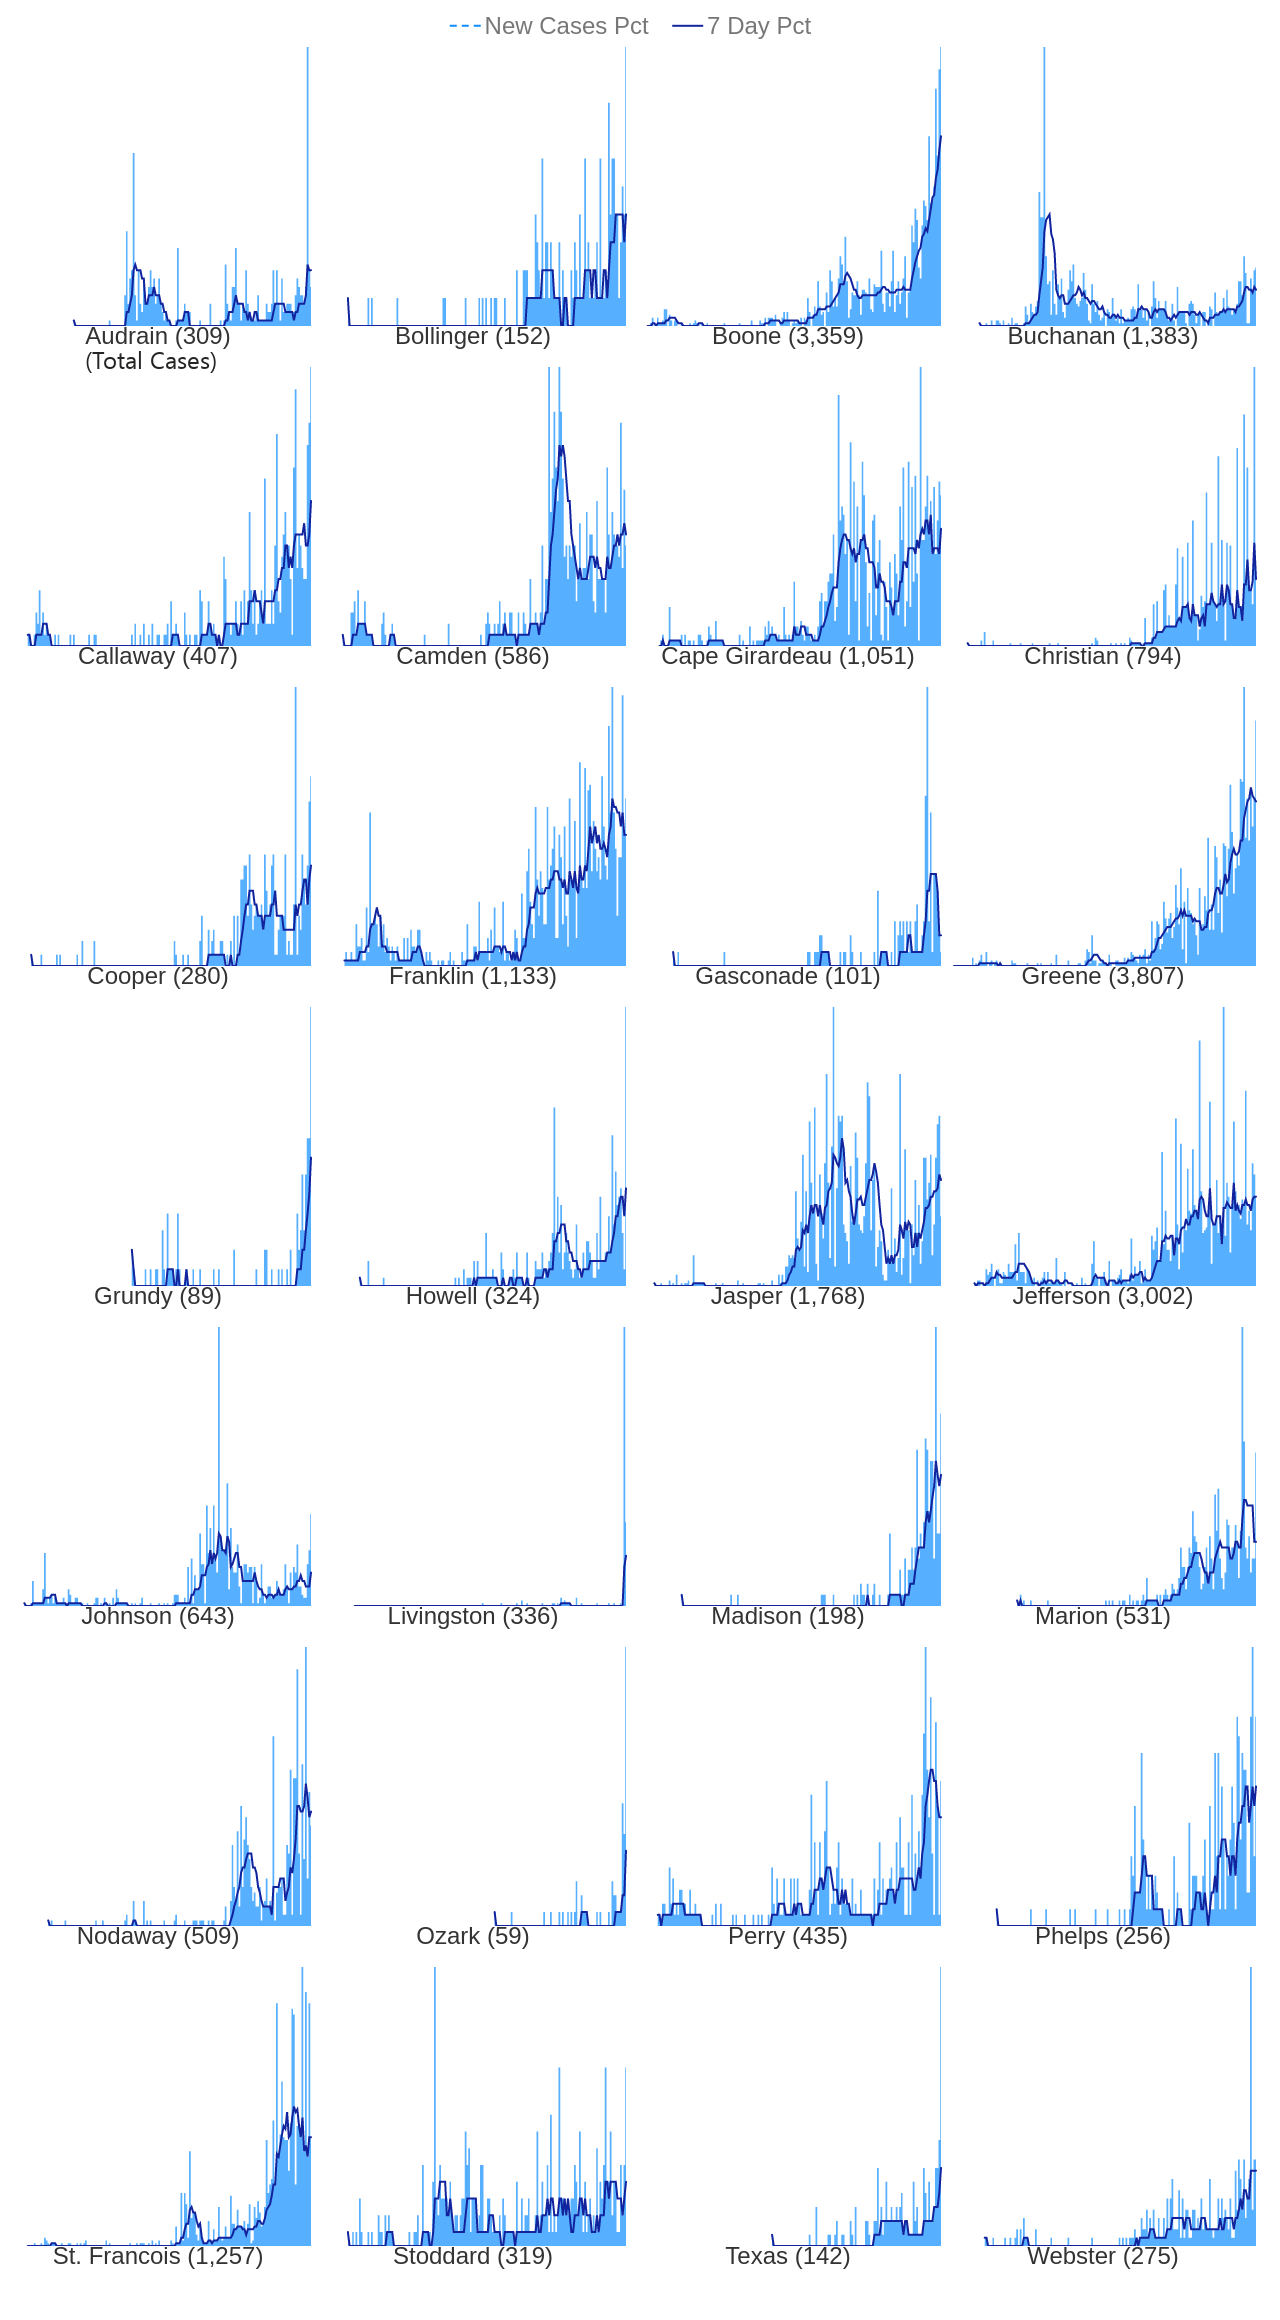 New Cases Pct 7 Day Pct
Audrain (309)
(Total Cases)
Bollinger (152)
Boone (3,359)
Buchanan (1,383)
Callaway (407)
Camden (586)
Cape Girardeau (1,051)
Christian (794)
Cooper (280)
Franklin (1,133)
Gasconade (101)
Greene (3,807)
Grundy (89)
Howell (324)
Jasper (1,768)
Jefferson (3,002)
Johnson (643)
Livingston (336)
Madison (198)
Marion (531)
Nodaway (509)
Ozark (59)
Perry (435)
Phelps (256)
St. Francois (1,257)
Stoddard (319)
Texas (142)
Webster (275)